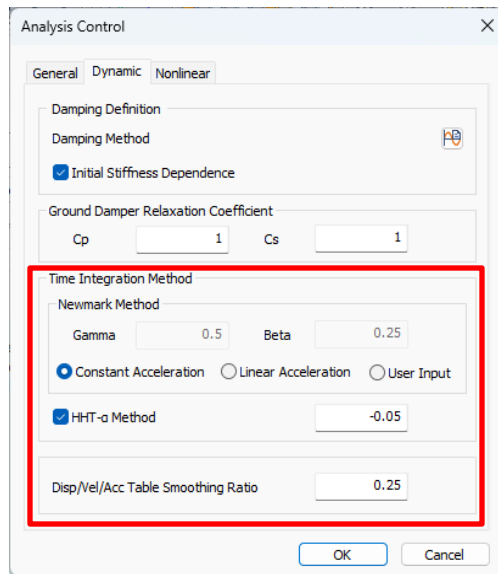 Analysis Control
General Dynamic Nonlinear
Damping Definition
Damping Method
Initial Stiffness Dependence
Ground Damper Relaxation Coefficient
Cp 1 Cs 1
Time Integration Method
Newmark Method
Gamma 0.5 Beta 0.25
Constant Acceleration Linear Acceleration User Input
HHT-α Method -0.05
Disp/Vel/Acc Table Smoothing Ratio 0.25
OK Cancel